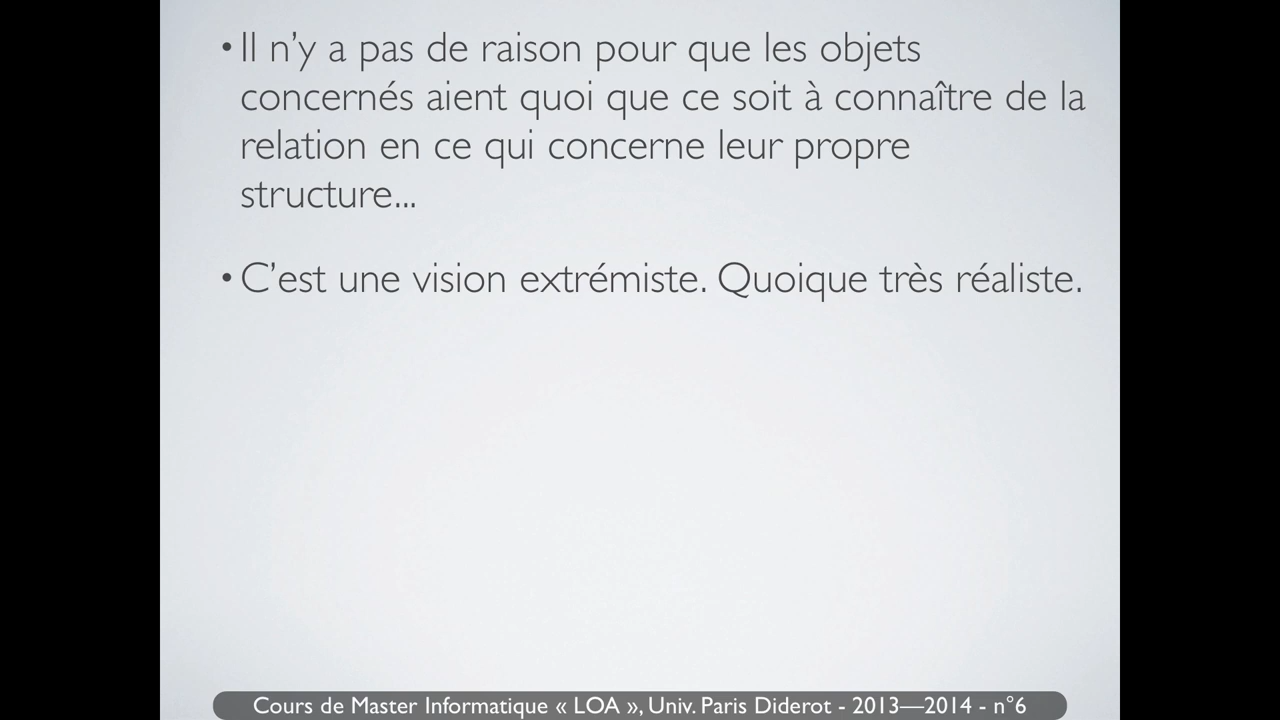 •Il n’y a pas de raison pour que les objets
concernés aient quoi que ce soit à connaître de la
relation en ce qui concerne leur propre
structure...
•C’est une vision extrémiste. Quoique très réaliste.
Cours de Master Informatique « LOA », Univ. Paris Diderot - 2013—2014 - n°6